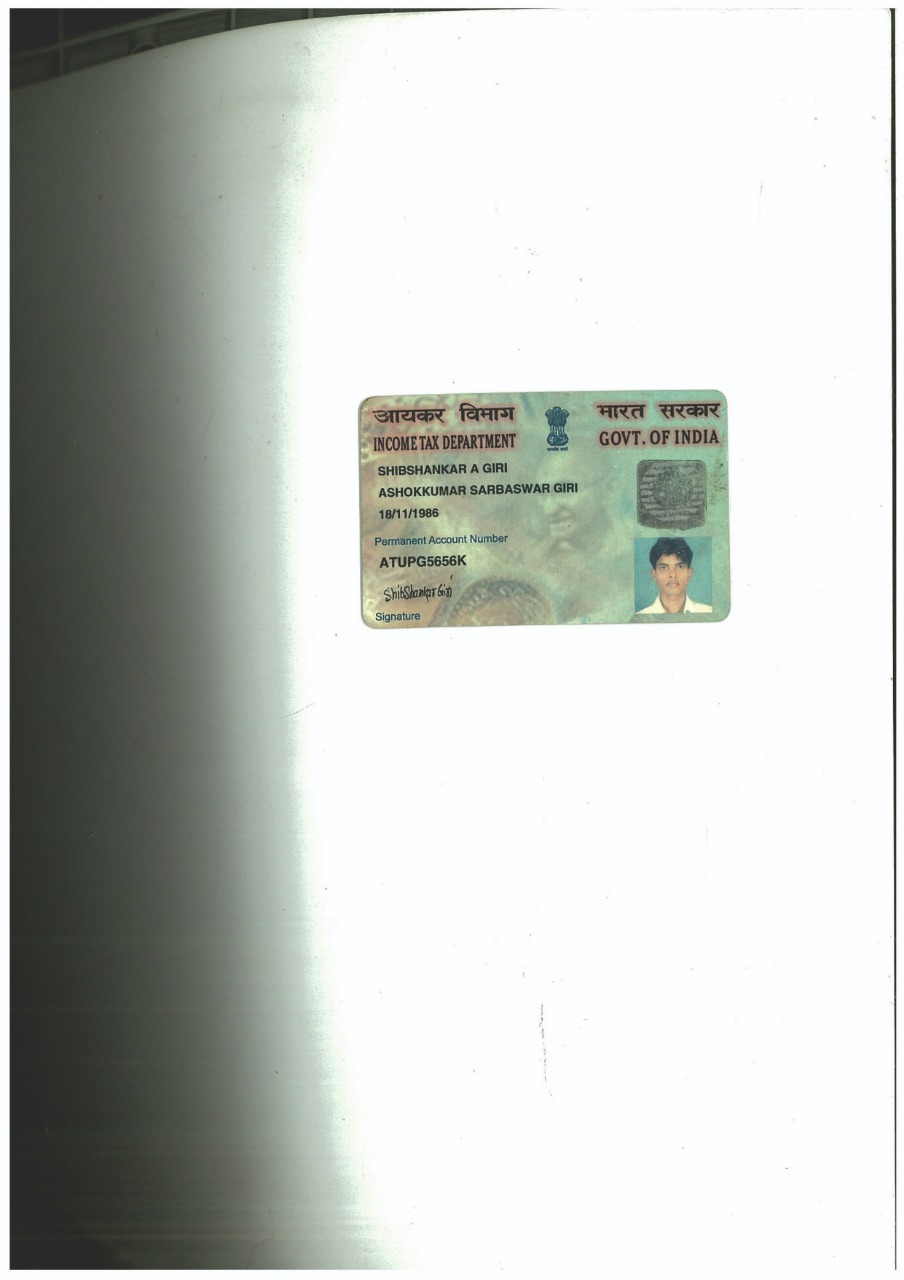 आयकर विभाग
भारत सरकार
INCOME TAX DEPARTMENT
GOVT. OF INDIA
SHIBSHANKAR A GIRI
ASHOKKUMAR SARBASWAR GIRI
18/11/1986
Permanent Account Number
ATUPG5656K
ShibShankar Giri
Signature